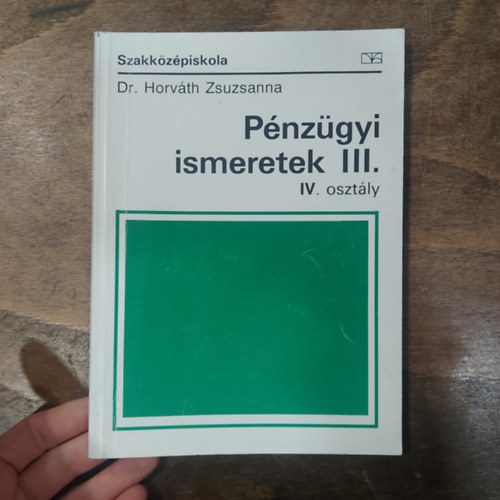 Szakközépiskola
Dr. Horváth Zsuzsanna
Pénzügyi
ismeretek III.
IV. osztály